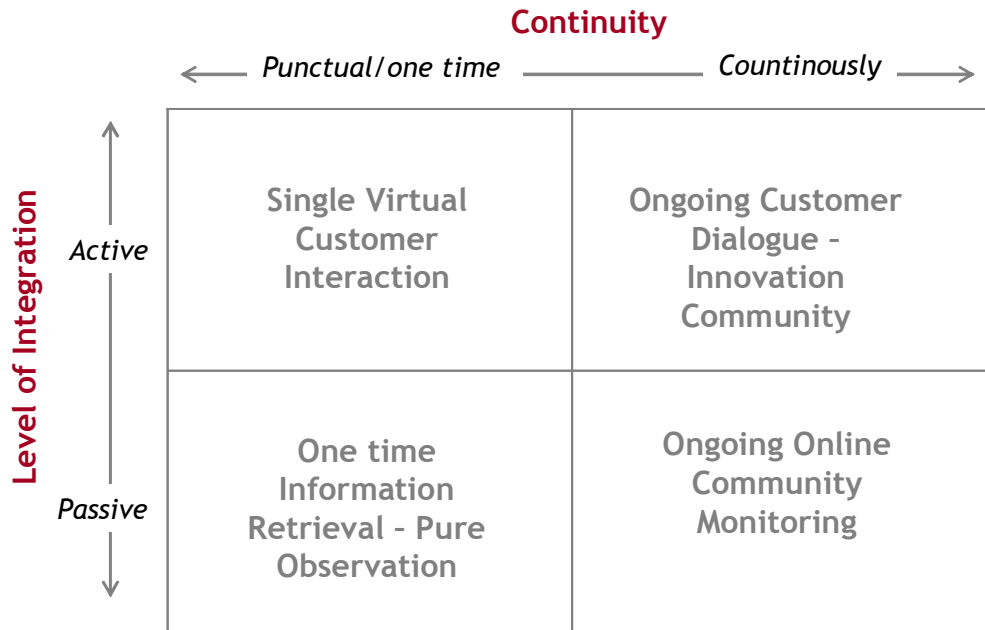 Continuity
Punctual/one time
Countinously
Level of Integration
Active
Single Virtual
Customer
Interaction
Ongoing Customer
Dialogue –
Innovation
Community
Passive
One time
Information
Retrieval – Pure
Observation
Ongoing Online
Community
Monitoring